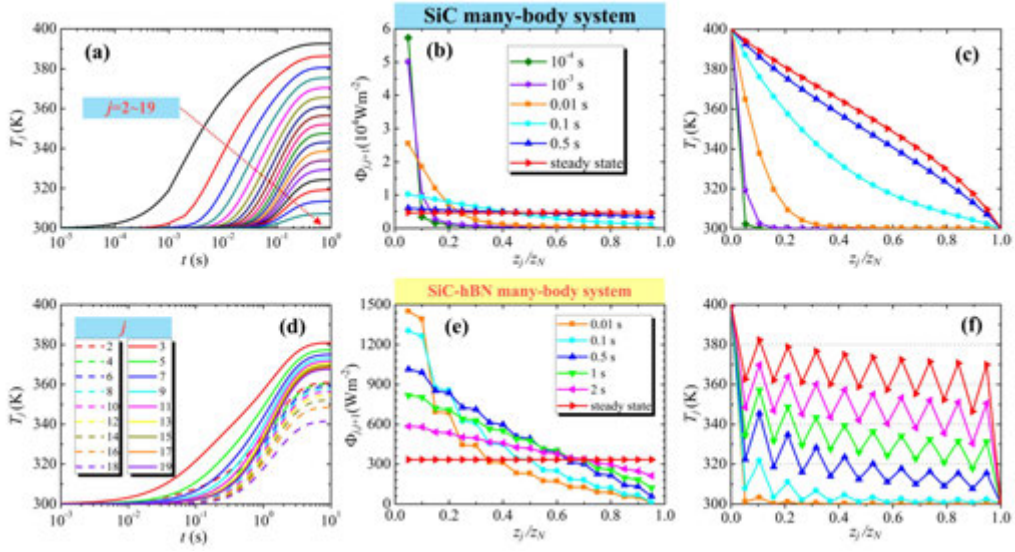 SiC many-body system
(a)
j=2~19
T_j (K)
400
380
360
340
320
300
10⁻⁵ 10⁻⁴ 10⁻³ 10⁻² 10⁻¹ 10⁰
t (s)
(b)
Φ_j,j+1(10⁶Wm⁻²)
6
5
4
3
2
1
0
10⁻⁴ s
10⁻³ s
0.01 s
0.1 s
0.5 s
steady state
0.0 0.2 0.4 0.6 0.8 1.0
z_j/z_N
(c)
T_j (K)
400
380
360
340
320
300
0.0 0.2 0.4 0.6 0.8 1.0
z_j/z_N
SiC-hBN many-body system
(d)
T_j (K)
400
380
360
340
320
300
j
2 3
4 5
6 7
8 9
10 11
12 13
14 15
16 17
18 19
10⁻³ 10⁻² 10⁻¹ 10⁰ 10¹
t (s)
(e)
Φ_j,j+1(Wm⁻²)
1500
1200
900
600
300
0
0.01 s
0.1 s
0.5 s
1 s
2 s
steady state
0.0 0.2 0.4 0.6 0.8 1.0
z_j/z_N
(f)
T_j (K)
400
380
360
340
320
300
0.0 0.2 0.4 0.6 0.8 1.0
z_j/z_N